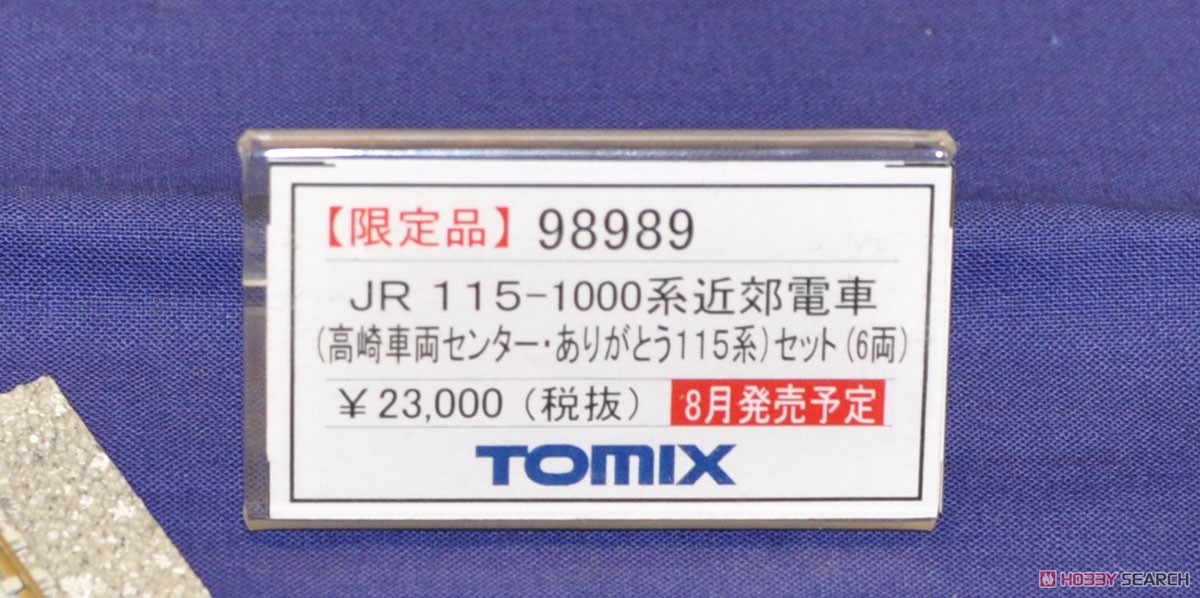 【限定品】 98989
JR 115-1000系近郊電車
(高崎車両センター・ありがとう115系)セット(6両)
¥23,000（税抜） 8月発売予定
TOMIX
HOBBY SEARCH